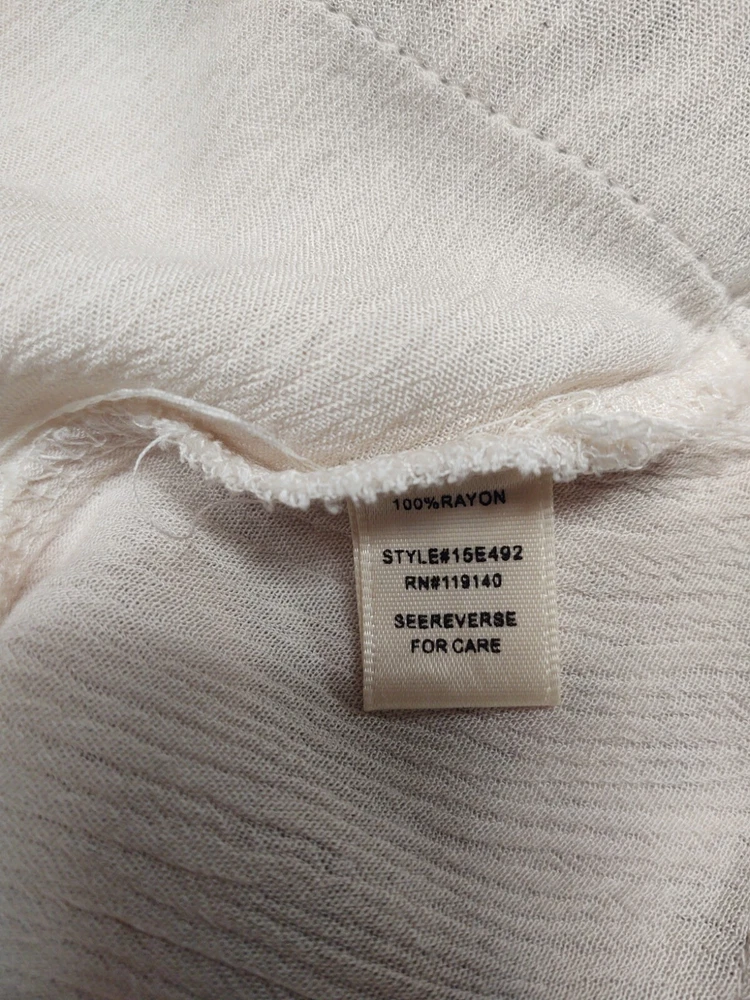 100%RAYON
STYLE#15E492
RN#119140
SEEREVERSE
FOR CARE